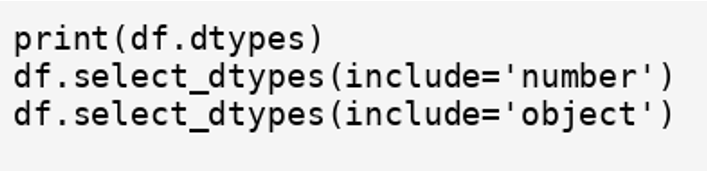 print(df.dtypes)
df.select_dtypes(include='number')
df.select_dtypes(include='object')